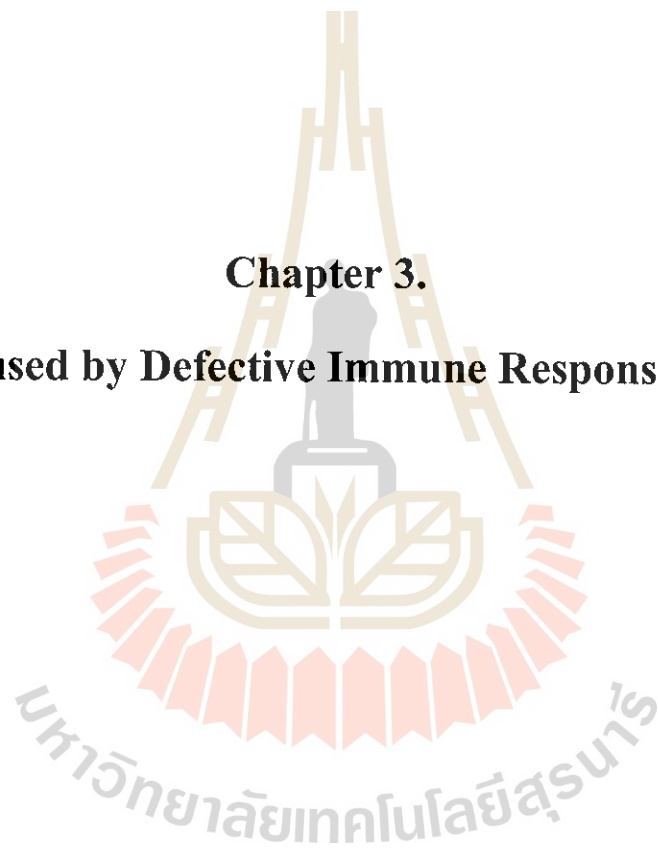 Chapter 3.
used by Defective Immune Respons
มหาวิทยาลัยเทคโนโลยีสุรนารี